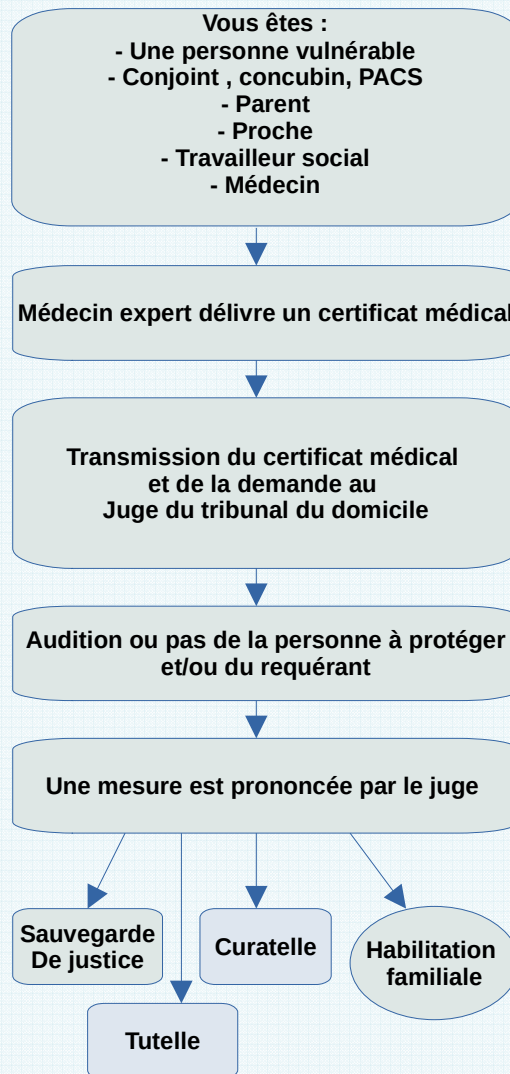 Vous êtes :
- Une personne vulnérable
- Conjoint , concubin, PACS
- Parent
- Proche
- Travailleur social
- Médecin
Médecin expert délivre un certificat médical
Transmission du certificat médical
et de la demande au
Juge du tribunal du domicile
Audition ou pas de la personne à protéger
et/ou du requérant
Une mesure est prononcée par le juge
Sauvegarde
De justice
Curatelle
Habilitation
familiale
Tutelle